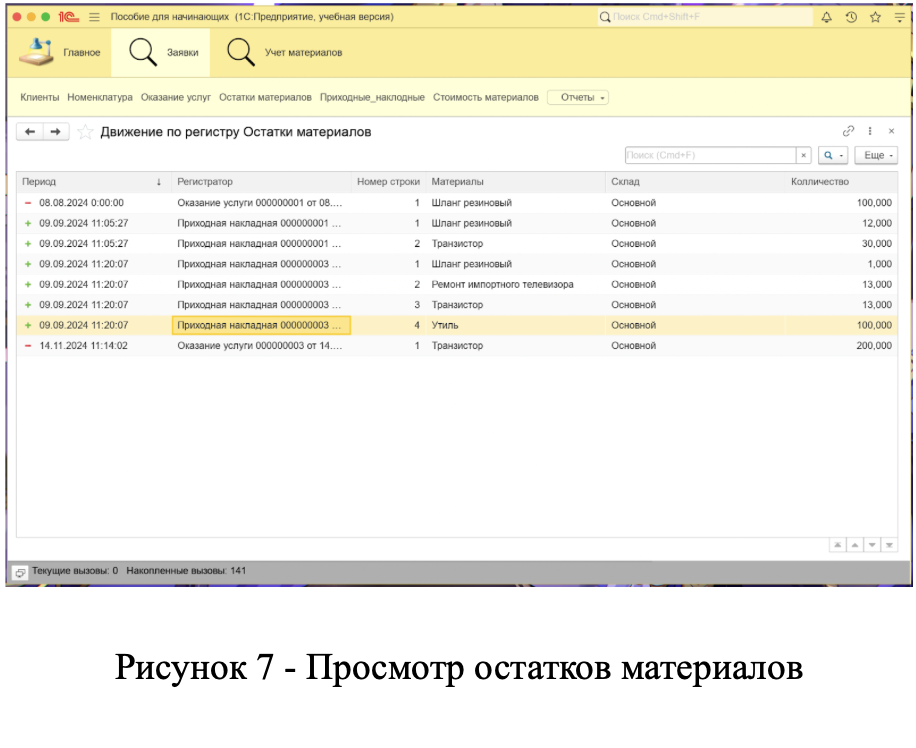 1С Пособие для начинающих (1С:Предприятие, учебная версия) Поиск Cmd+Shift+F
Главное Заявки Учет материалов
Клиенты Номенклатура Оказание услуг Остатки материалов Приходные_наклодные Стоимость материалов Отчеты
Движение по регистру Остатки материалов
Поиск (Cmd+F) × Еще
Период ↓ Регистратор Номер строки Материалы Склад Колличество
08.08.2024 0:00:00 Оказание услуги 000000001 от 08.... 1 Шланг резиновый Основной 100,000
09.09.2024 11:05:27 Приходная накладная 000000001 ... 1 Шланг резиновый Основной 12,000
09.09.2024 11:05:27 Приходная накладная 000000001 ... 2 Транзистор Основной 30,000
09.09.2024 11:20:07 Приходная накладная 000000003 ... 1 Шланг резиновый Основной 1,000
09.09.2024 11:20:07 Приходная накладная 000000003 ... 2 Ремонт импортного телевизора Основной 13,000
09.09.2024 11:20:07 Приходная накладная 000000003 ... 3 Транзистор Основной 13,000
09.09.2024 11:20:07 Приходная накладная 000000003 ... 4 Утиль Основной 100,000
14.11.2024 11:14:02 Оказание услуги 000000003 от 14.... 1 Транзистор Основной 200,000
Текущие вызовы: 0 Накопленные вызовы: 141
Рисунок 7 - Просмотр остатков материалов